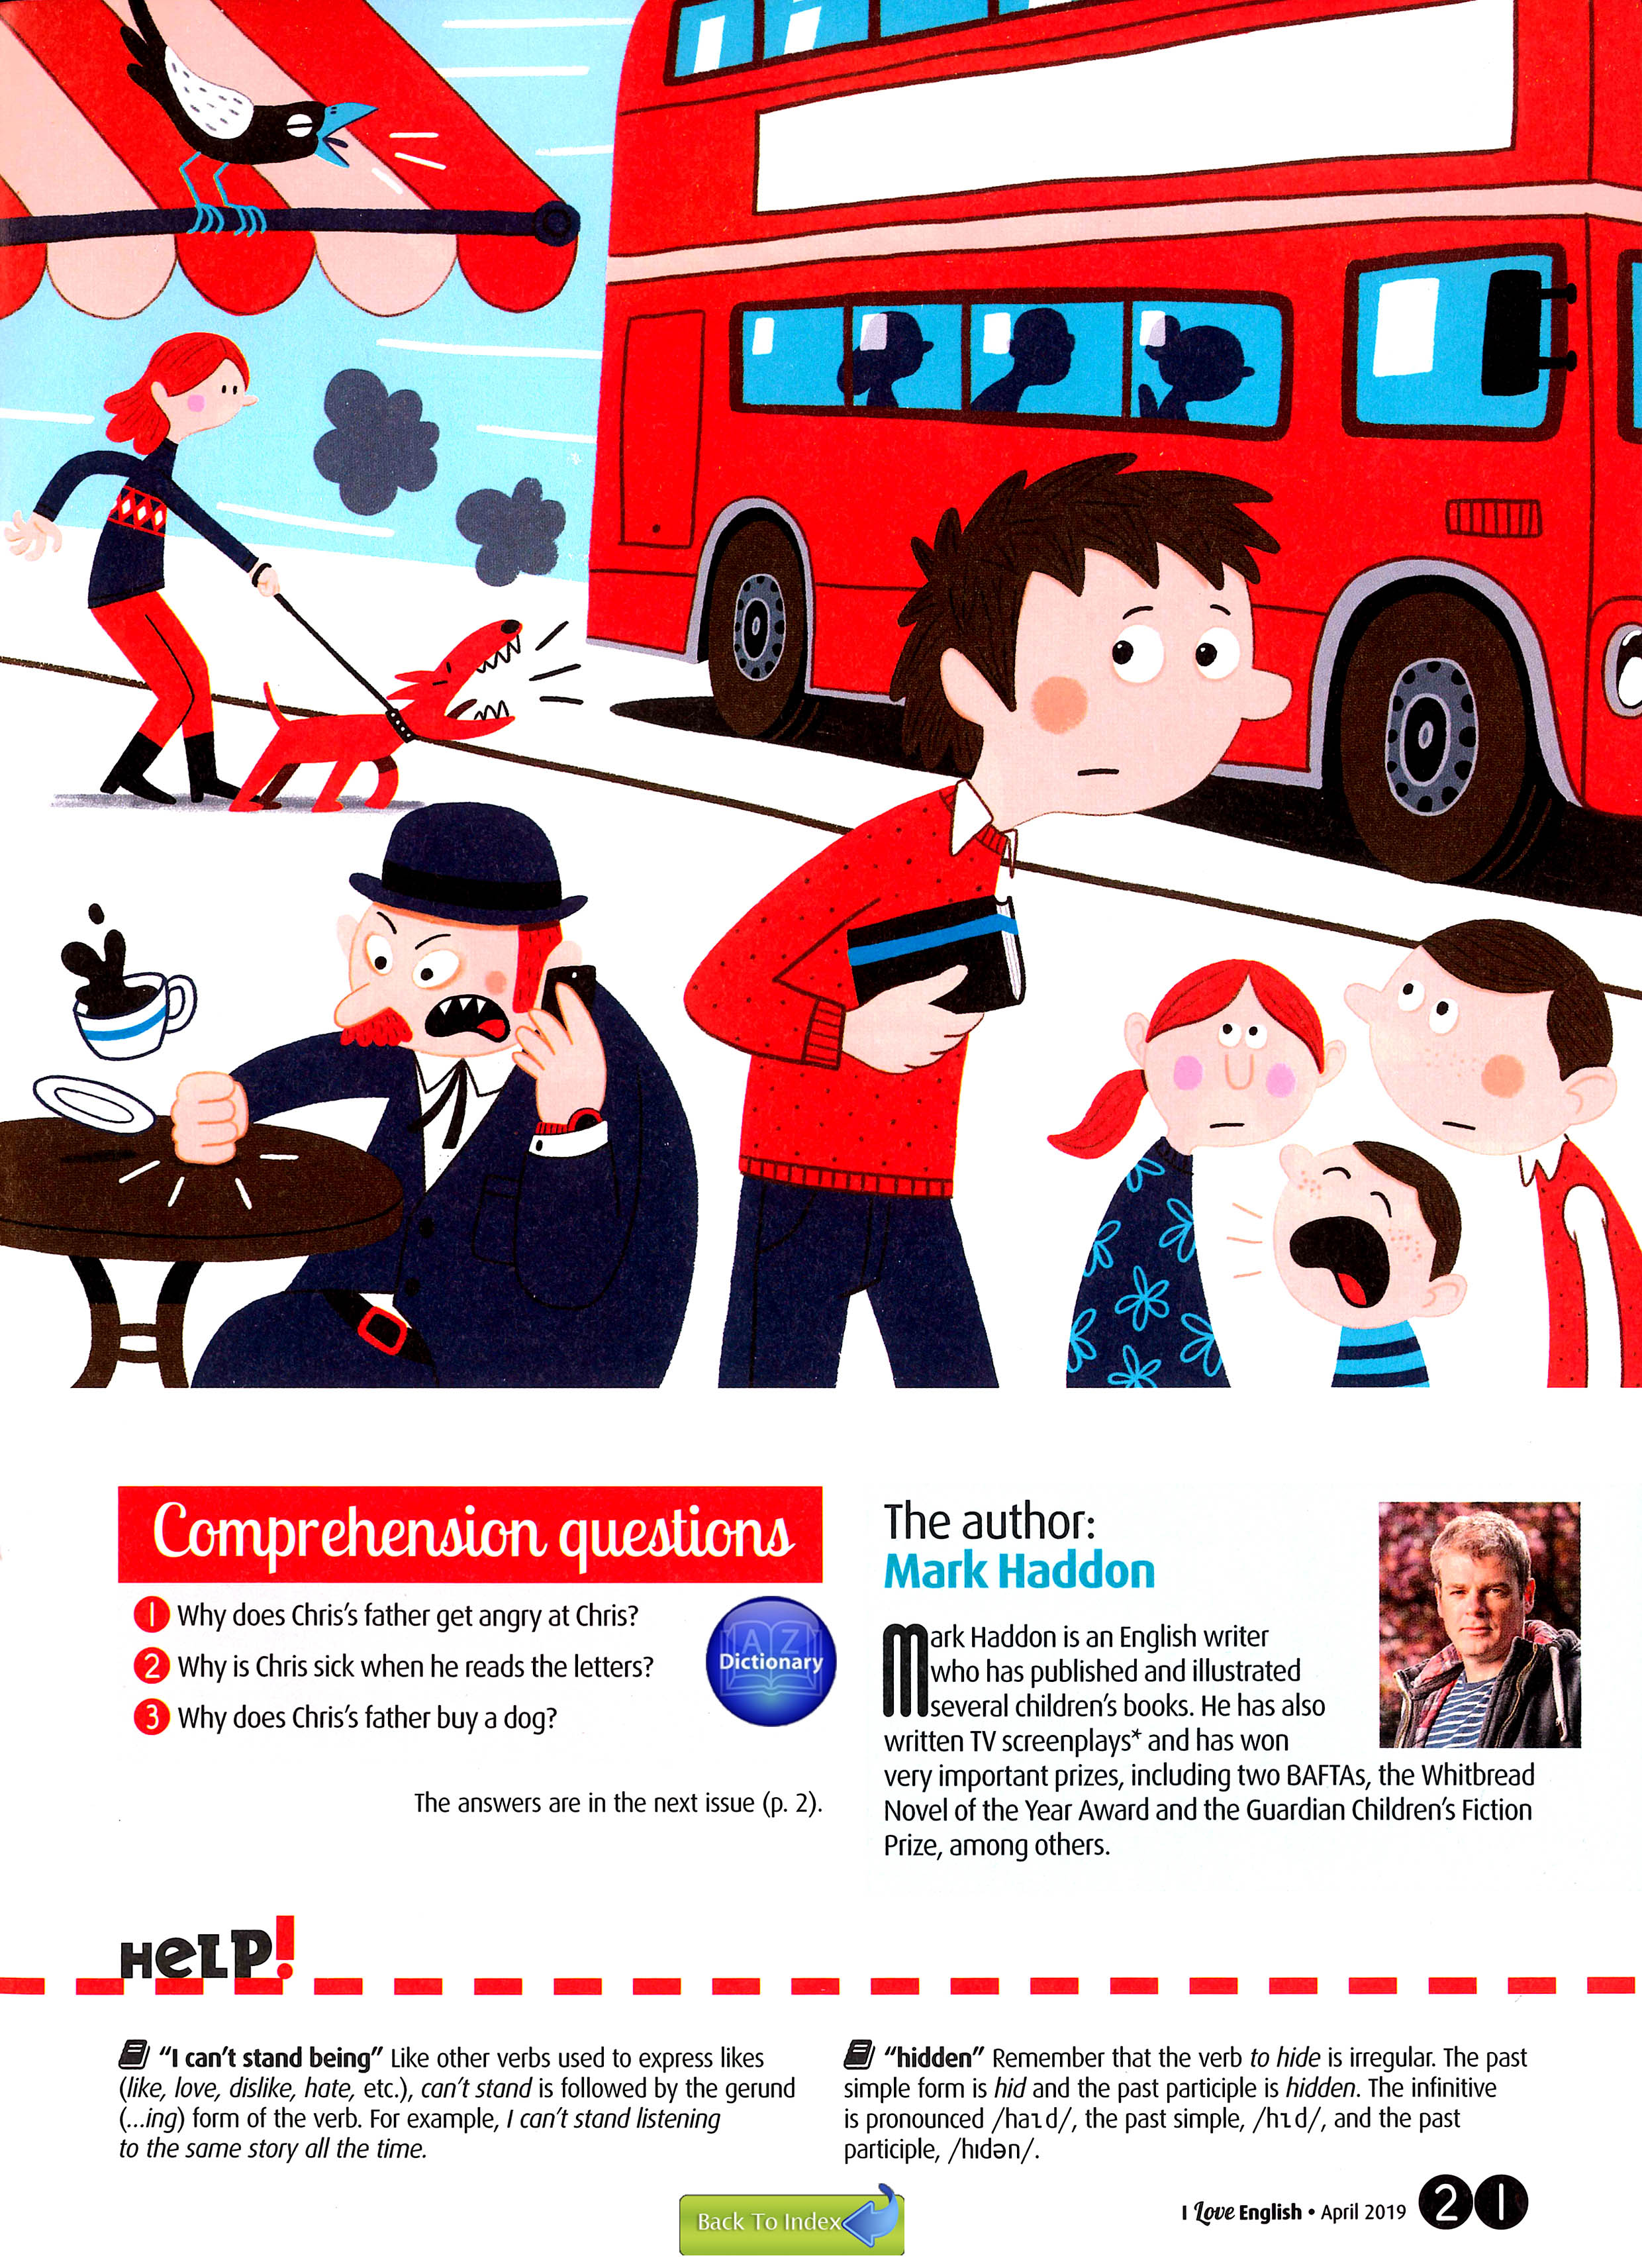 Comprehension questions
1 Why does Chris's father get angry at Chris?
2 Why is Chris sick when he reads the letters?
3 Why does Chris's father buy a dog?
A Z
Dictionary
The answers are in the next issue (p. 2).
The author:
Mark Haddon
Mark Haddon is an English writer
who has published and illustrated
several children's books. He has also
written TV screenplays* and has won
very important prizes, including two BAFTAs, the Whitbread
Novel of the Year Award and the Guardian Children's Fiction
Prize, among others.
HeLP!
"I can't stand being" Like other verbs used to express likes
(like, love, dislike, hate, etc.), can't stand is followed by the gerund
(...ing) form of the verb. For example, I can't stand listening
to the same story all the time.
"hidden" Remember that the verb to hide is irregular. The past
simple form is hid and the past participle is hidden. The infinitive
is pronounced /haɪd/, the past simple, /hɪd/, and the past
participle, /hɪdən/.
Back To Index
I Love English • April 2019 21